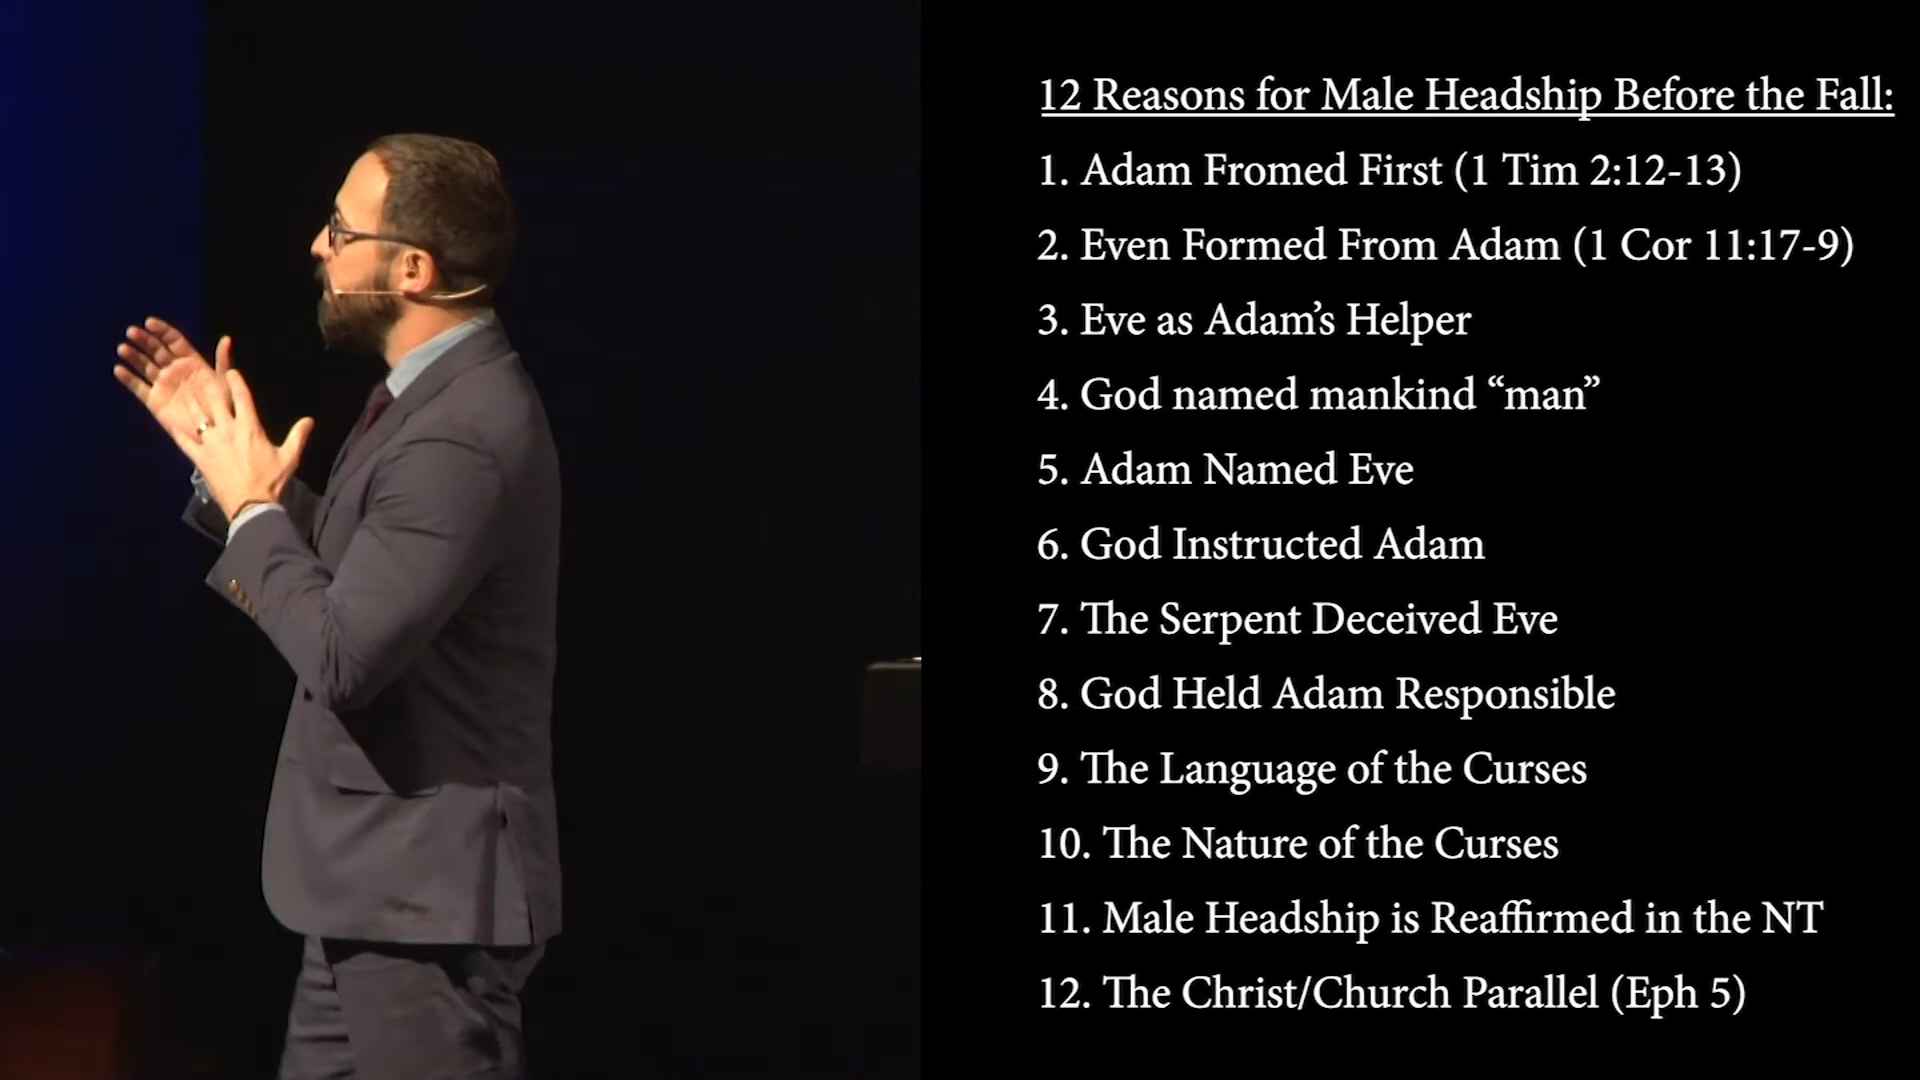 12 Reasons for Male Headship Before the Fall:
1. Adam Fromed First (1 Tim 2:12-13)
2. Even Formed From Adam (1 Cor 11:17-9)
3. Eve as Adam’s Helper
4. God named mankind “man”
5. Adam Named Eve
6. God Instructed Adam
7. The Serpent Deceived Eve
8. God Held Adam Responsible
9. The Language of the Curses
10. The Nature of the Curses
11. Male Headship is Reaffirmed in the NT
12. The Christ/Church Parallel (Eph 5)